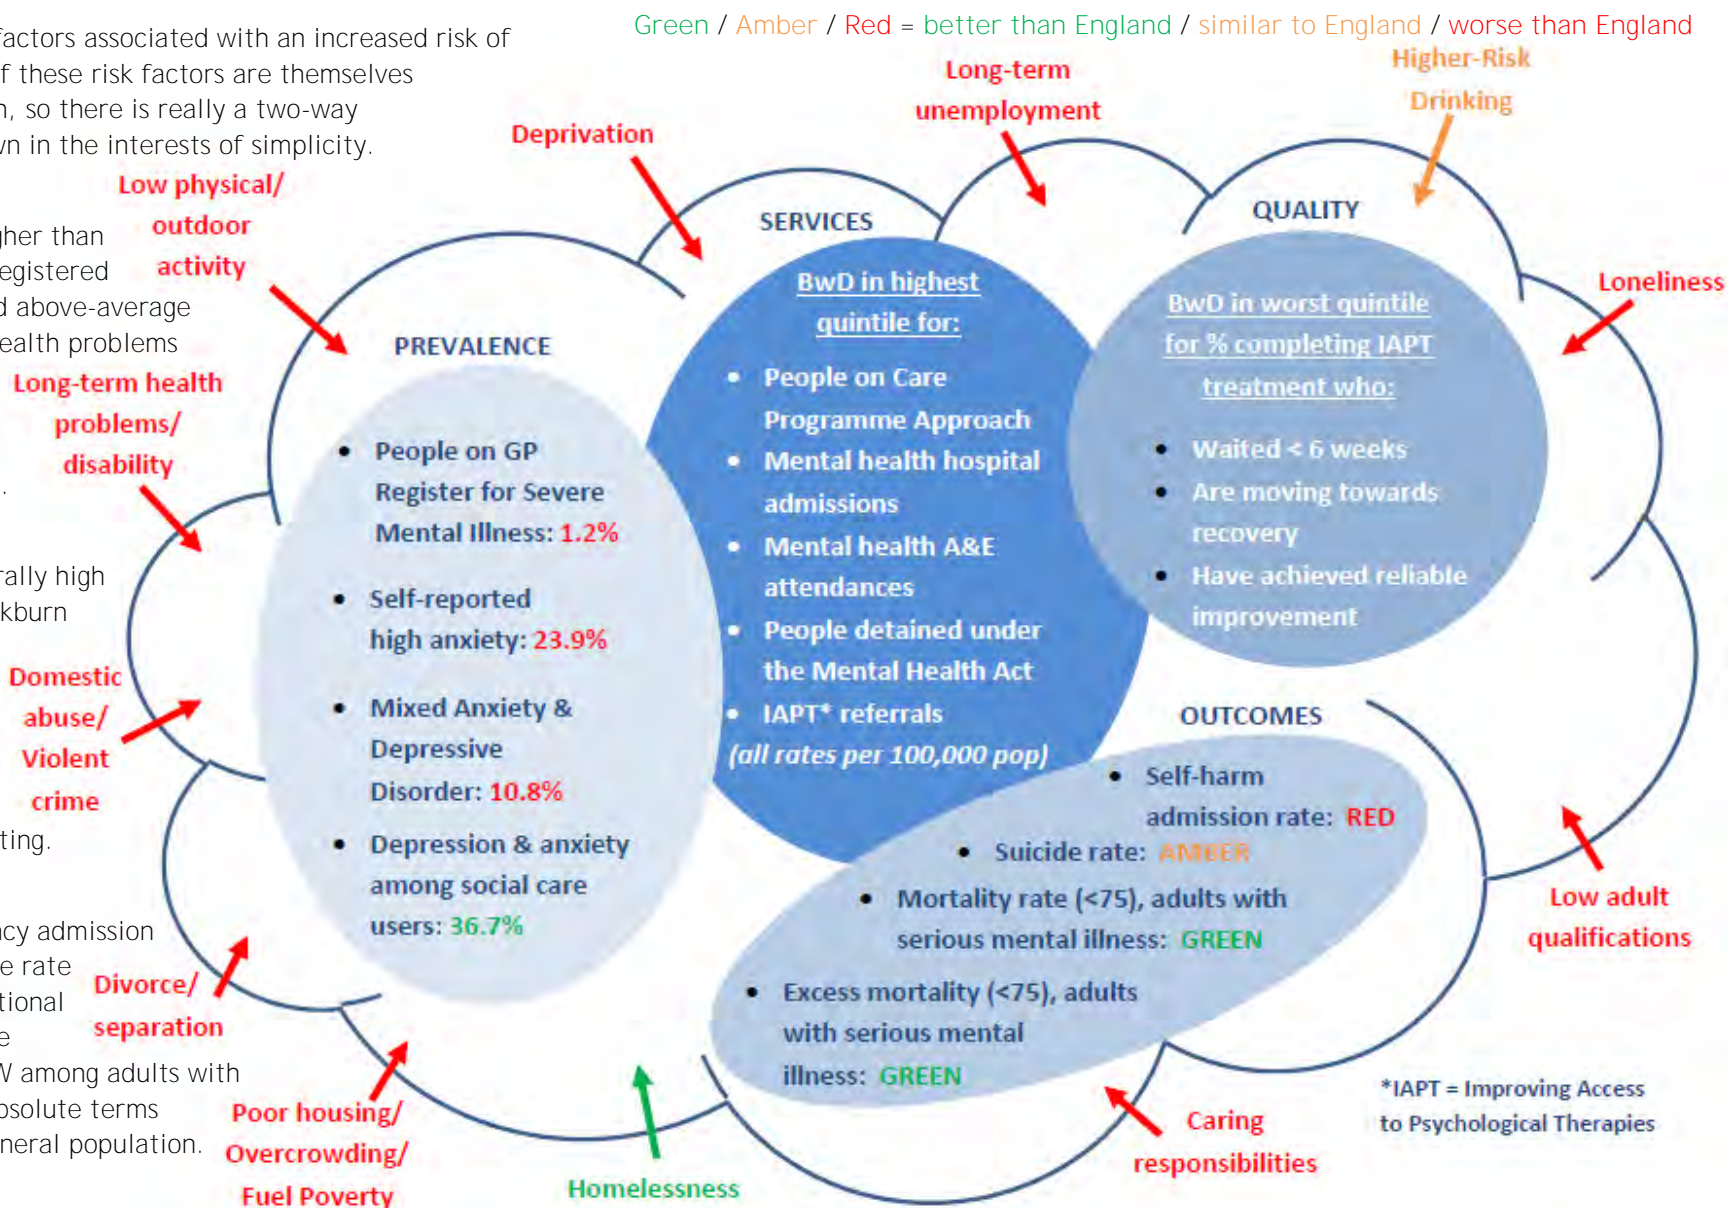 factors associated with an increased risk of
f these risk factors are themselves
n, so there is really a two-way
wn in the interests of simplicity.
gher than
registered
d above-average
ealth problems
.
rally high
kburn
ting.
ncy admission
e rate
tional
e
W among adults with
bsolute terms
neral population.
Green / Amber / Red = better than England / similar to England / worse than England
Low physical/
outdoor
activity
Deprivation
Long-term
unemployment
Higher-Risk
Drinking
Loneliness
Long-term health
problems/
disability
Domestic
abuse/
Violent
crime
Divorce/
separation
Poor housing/
Overcrowding/
Fuel Poverty
Homelessness
Caring
responsibilities
Low adult
qualifications
PREVALENCE
• People on GP
Register for Severe
Mental Illness: 1.2%
• Self-reported
high anxiety: 23.9%
• Mixed Anxiety &
Depressive
Disorder: 10.8%
• Depression & anxiety
among social care
users: 36.7%
SERVICES
BwD in highest
quintile for:
• People on Care
Programme Approach
• Mental health hospital
admissions
• Mental health A&E
attendances
• People detained under
the Mental Health Act
• IAPT* referrals
(all rates per 100,000 pop)
QUALITY
BwD in worst quintile
for % completing IAPT
treatment who:
• Waited < 6 weeks
• Are moving towards
recovery
• Have achieved reliable
improvement
OUTCOMES
• Self-harm
admission rate: RED
• Suicide rate: AMBER
• Mortality rate (<75), adults with
serious mental illness: GREEN
• Excess mortality (<75), adults
with serious mental
illness: GREEN
*IAPT = Improving Access
to Psychological Therapies